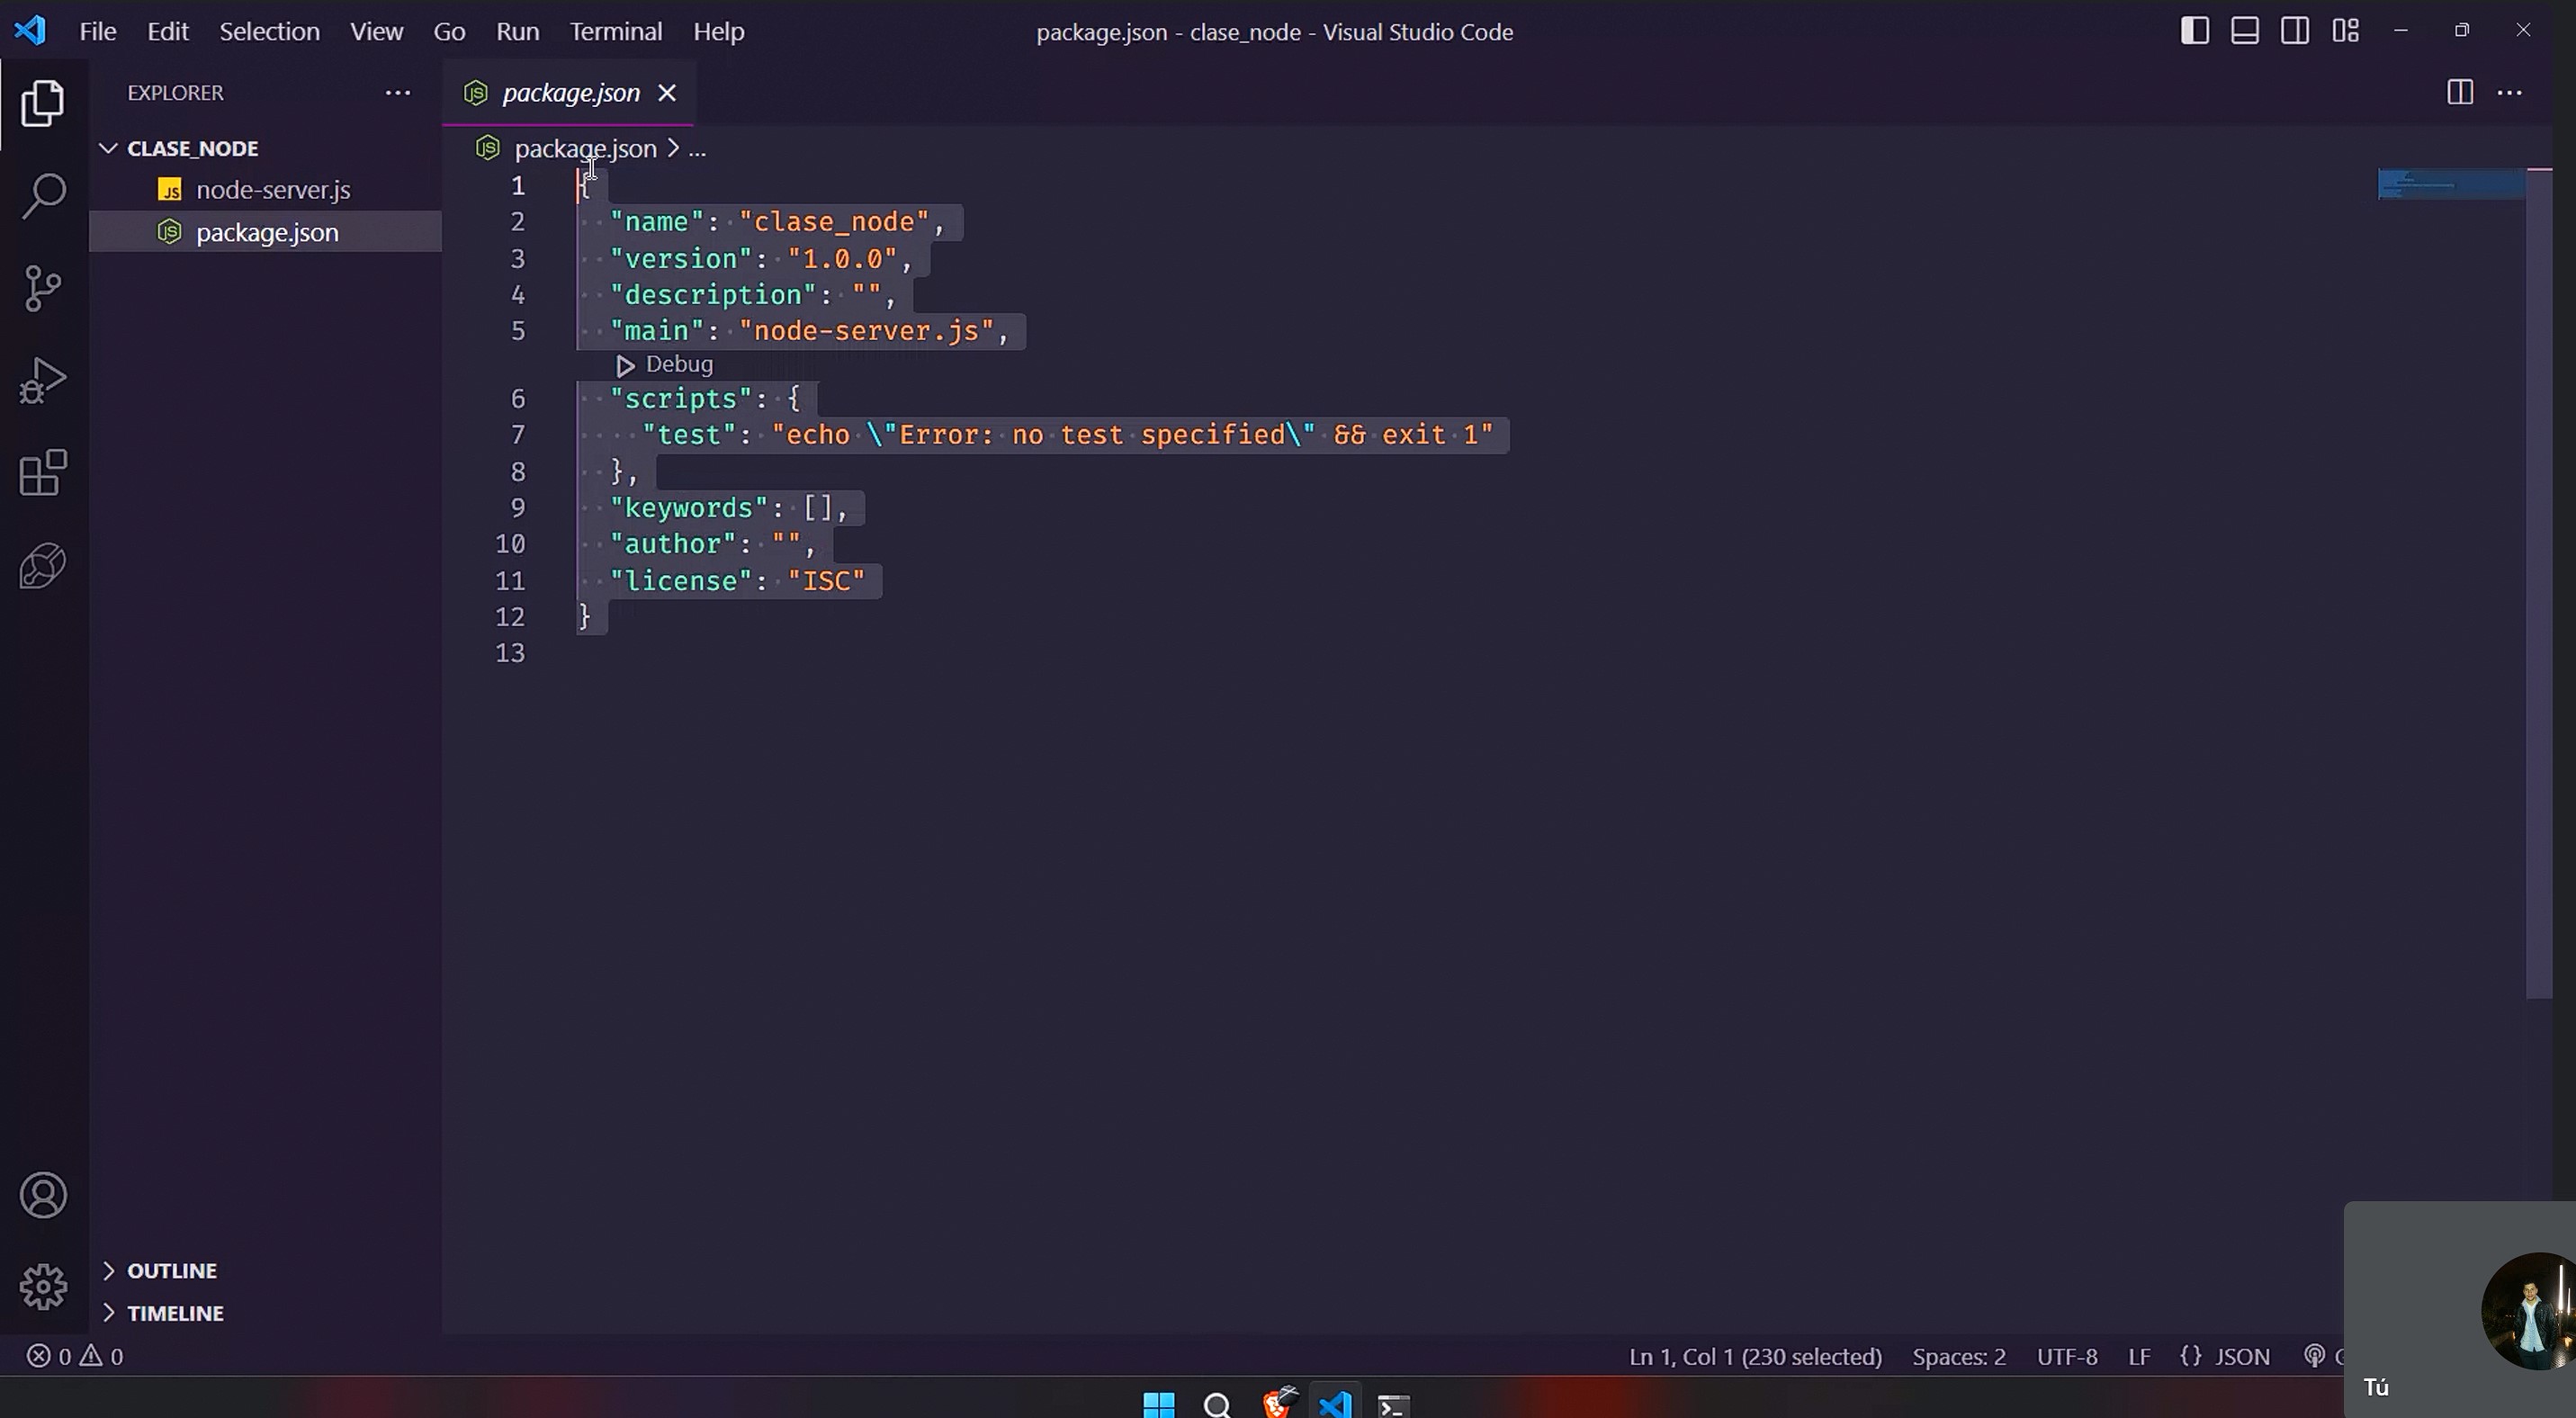 File Edit Selection View Go Run Terminal Help
package.json - clase_node - Visual Studio Code
EXPLORER
CLASE_NODE
JS node-server.js
package.json
package.json
package.json > ...
1 {
2 "name": "clase_node",
3 "version": "1.0.0",
4 "description": "",
5 "main": "node-server.js",
Debug
6 "scripts": {
7 "test": "echo \"Error: no test specified\" && exit 1"
8 },
9 "keywords": [],
10 "author": "",
11 "license": "ISC"
12 }
13
OUTLINE
TIMELINE
0 0
Ln 1, Col 1 (230 selected) Spaces: 2 UTF-8 LF {} JSON
Tú